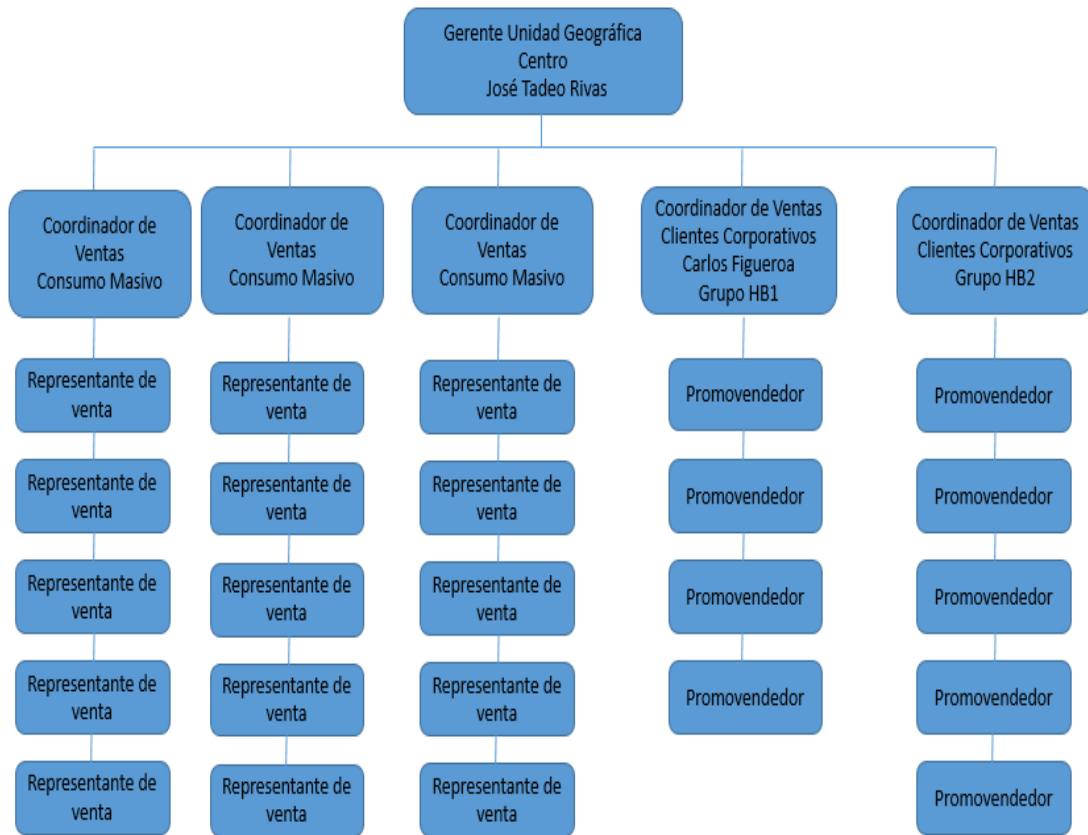 Gerente Unidad Geográfica
Centro
José Tadeo Rivas
Coordinador de
Ventas
Consumo Masivo
Coordinador de
Ventas
Consumo Masivo
Coordinador de
Ventas
Consumo Masivo
Coordinador de Ventas
Clientes Corporativos
Carlos Figueroa
Grupo HB1
Coordinador de Ventas
Clientes Corporativos
Grupo HB2
Representante de
venta
Representante de
venta
Representante de
venta
Promovendedor
Promovendedor
Representante de
venta
Representante de
venta
Representante de
venta
Promovendedor
Promovendedor
Representante de
venta
Representante de
venta
Representante de
venta
Promovendedor
Promovendedor
Representante de
venta
Representante de
venta
Representante de
venta
Promovendedor
Promovendedor
Representante de
venta
Representante de
venta
Representante de
venta
Promovendedor